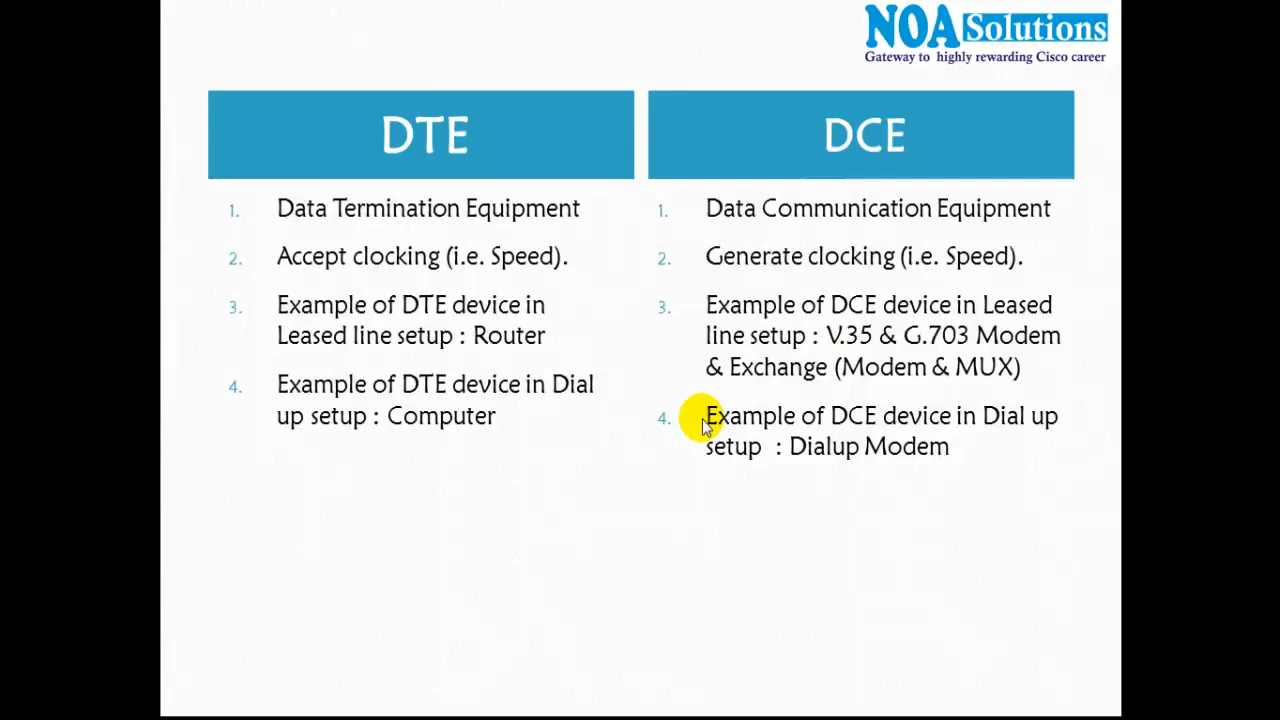 NOA Solutions
Gateway to highly rewarding Cisco career
DTE
1. Data Termination Equipment
2. Accept clocking (i.e. Speed).
3. Example of DTE device in
Leased line setup : Router
4. Example of DTE device in Dial
up setup : Computer
DCE
1. Data Communication Equipment
2. Generate clocking (i.e. Speed).
3. Example of DCE device in Leased
line setup : V.35 & G.703 Modem
& Exchange (Modem & MUX)
4. Example of DCE device in Dial up
setup : Dialup Modem